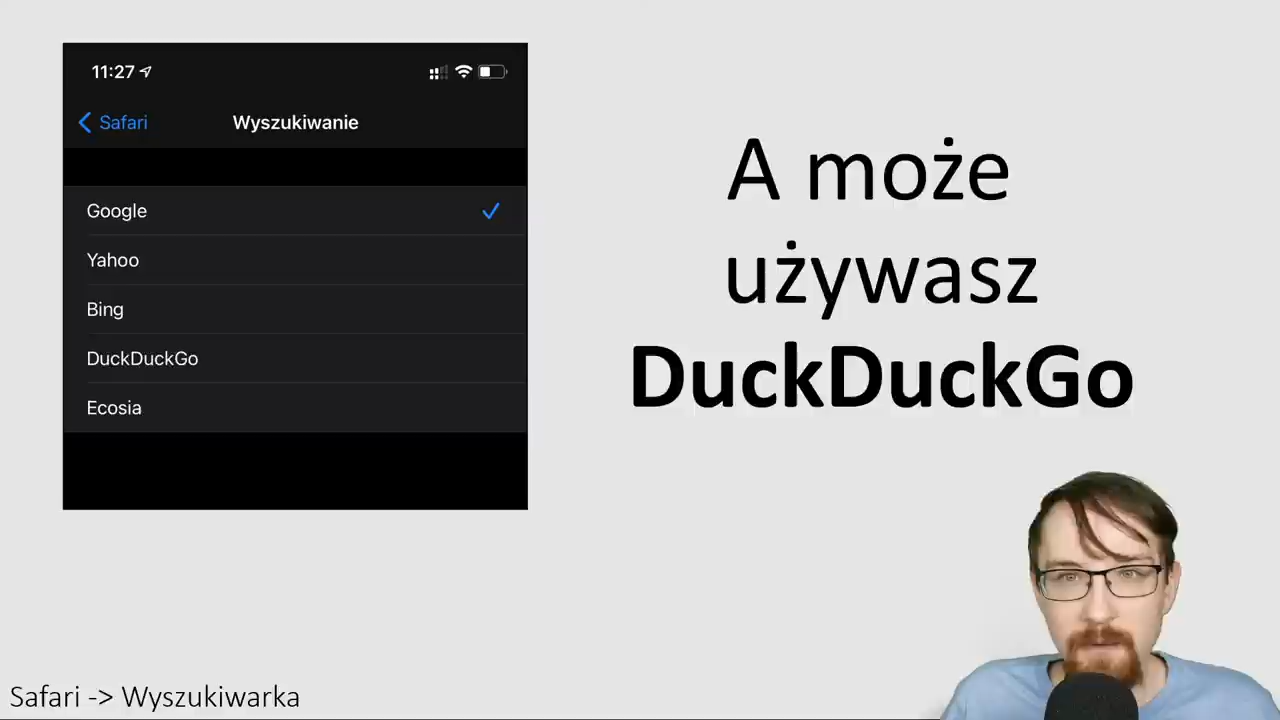 11:27
Safari
Wyszukiwanie
Google
Yahoo
Bing
DuckDuckGo
Ecosia
A może
używasz
DuckDuckGo
Safari -> Wyszukiwarka